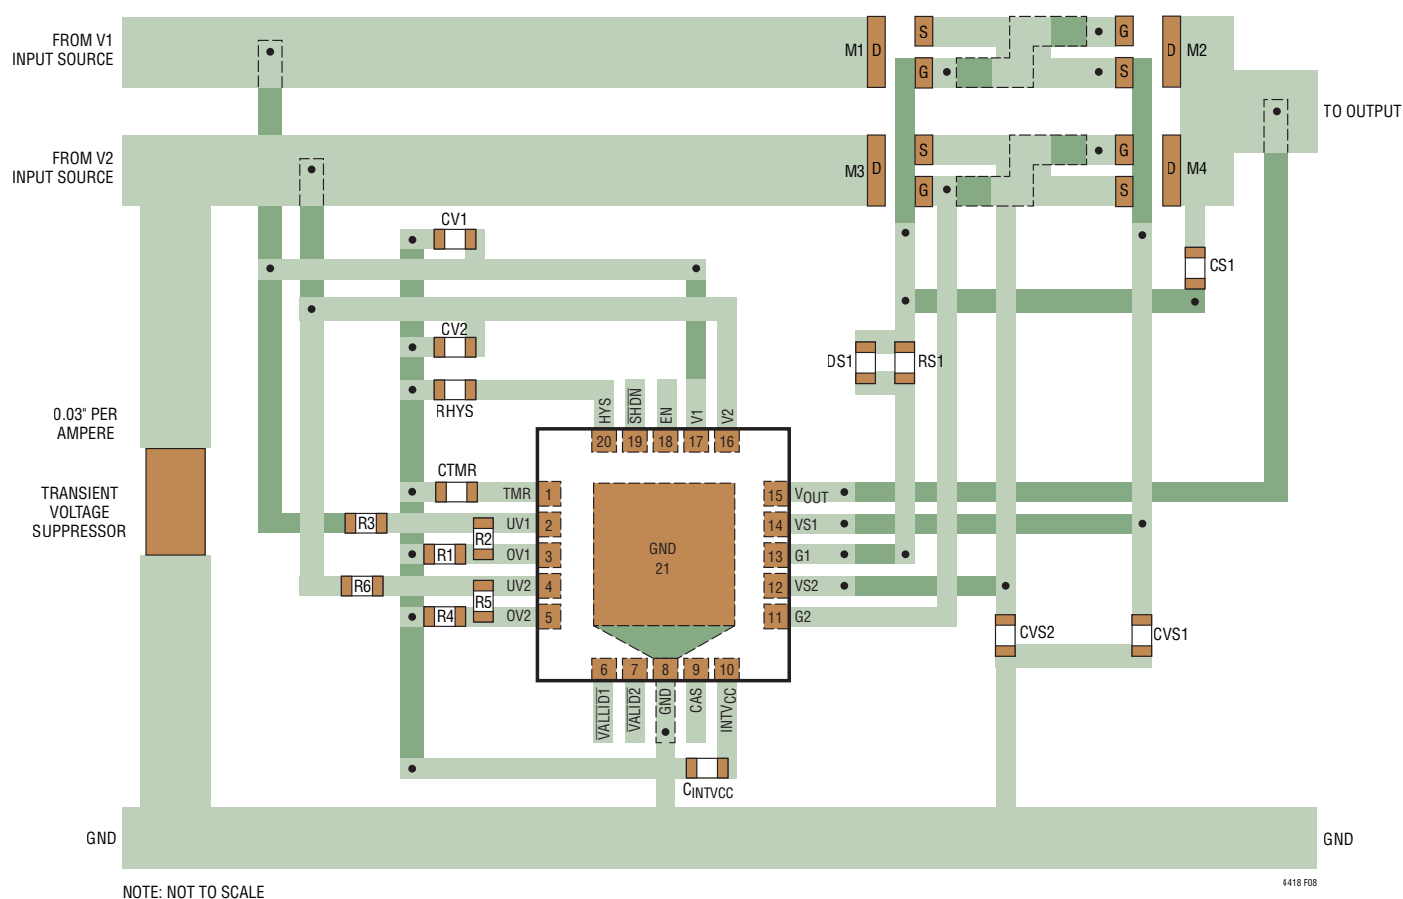 FROM V1
INPUT SOURCE
M1
D
S
G
G
S
D
M2
TO OUTPUT
FROM V2
INPUT SOURCE
M3
D
S
G
G
S
D
M4
CV1
CS1
CV2
DS1
RS1
RHYS
0.03" PER
AMPERE
HYS
SHDN
EN
V1
V2
20
19
18
17
16
TRANSIENT
VOLTAGE
SUPPRESSOR
CTMR
TMR
1
15
VOUT
R3
R2
UV1
2
14
VS1
R1
OV1
3
GND
21
13
G1
R6
R5
UV2
4
12
VS2
R4
OV2
5
11
G2
CVS2
CVS1
6
7
8
9
10
VALLID1
VALID2
GND
CAS
INTVCC
CINTVCC
GND
GND
NOTE: NOT TO SCALE
4418 F08